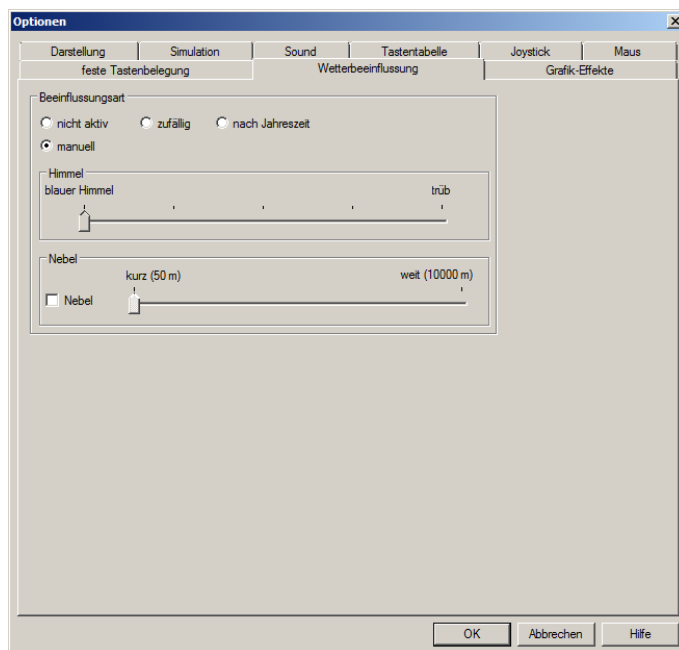 Optionen
Darstellung Simulation Sound Tastentabelle Joystick Maus
feste Tastenbelegung Wetterbeeinflussung Grafik-Effekte
Beeinflussungsart
nicht aktiv zufällig nach Jahreszeit
manuell
Himmel
blauer Himmel trüb
Nebel
kurz (50 m) weit (10000 m)
Nebel
OK Abbrechen Hilfe